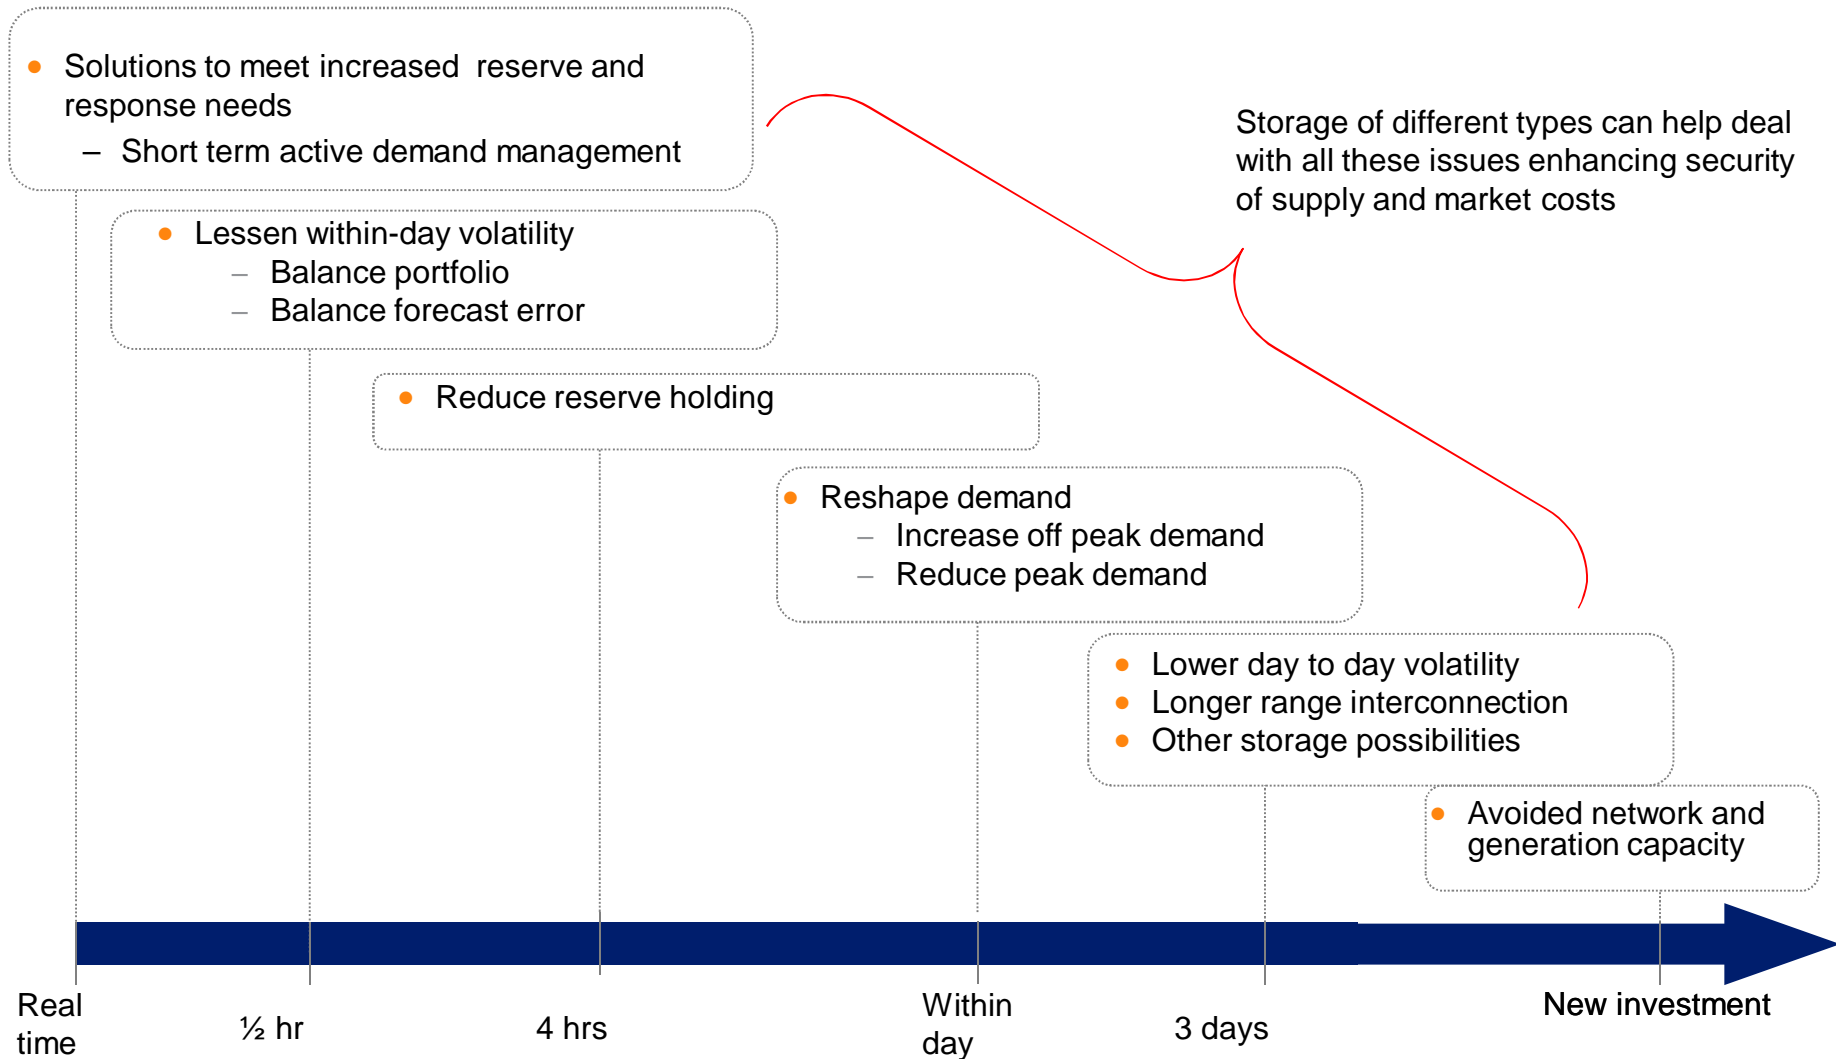 • Solutions to meet increased reserve and
response needs
– Short term active demand management
Storage of different types can help deal
with all these issues enhancing security
of supply and market costs
• Lessen within-day volatility
– Balance portfolio
– Balance forecast error
• Reduce reserve holding
• Reshape demand
– Increase off peak demand
– Reduce peak demand
• Lower day to day volatility
• Longer range interconnection
• Other storage possibilities
• Avoided network and
generation capacity
Real
time
½ hr
4 hrs
Within
day
3 days
New investment